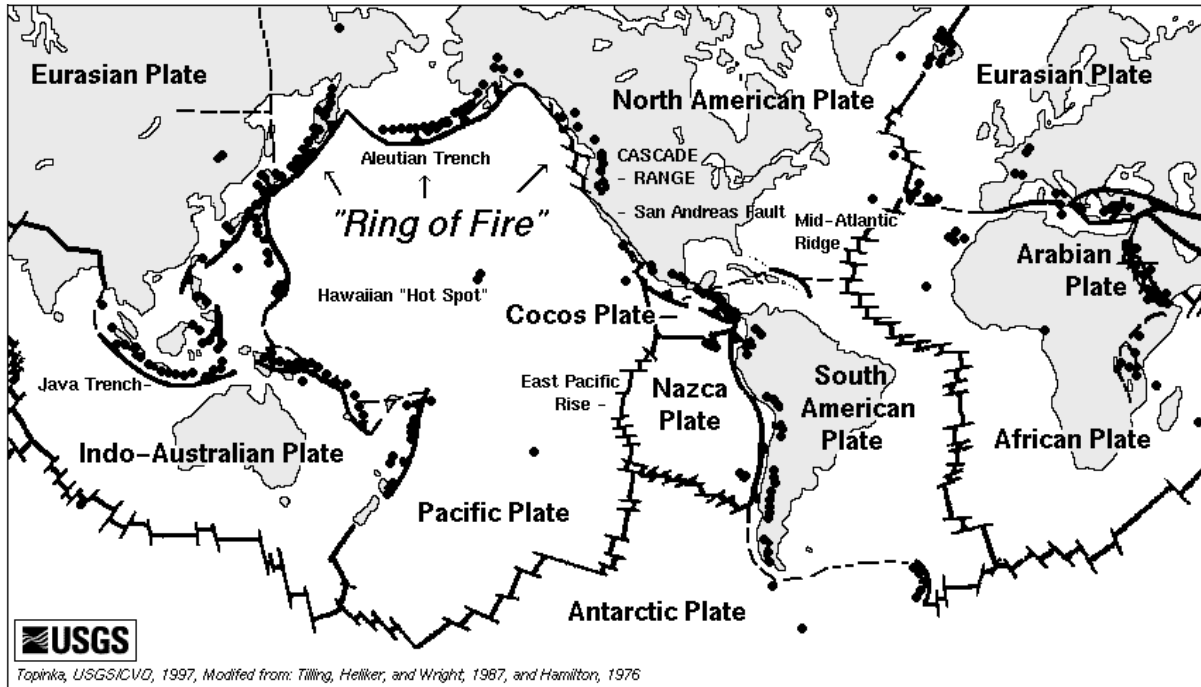 Eurasian Plate
Eurasian Plate
North American Plate
Aleutian Trench
CASCADE
- RANGE
"Ring of Fire"
- San Andreas Fault
Mid-Atlantic
Ridge
Arabian
Plate
Hawaiian "Hot Spot"
Cocos Plate
Java Trench-
East Pacific
Rise -
Nazca
Plate
South
American
Plate
Indo-Australian Plate
African Plate
Pacific Plate
Antarctic Plate
USGS
Topinka, USGS/CVO, 1997, Modifed from: Tilling, Heliker, and Wright, 1987, and Hamilton, 1976